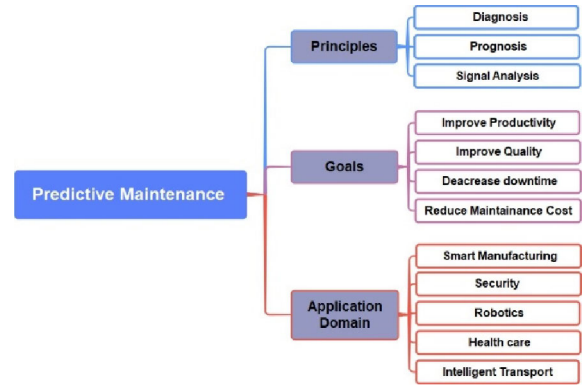 Predictive Maintenance
Principles
Diagnosis
Prognosis
Signal Analysis
Goals
Improve Productivity
Improve Quality
Deacrease downtime
Reduce Maintainance Cost
Application
Domain
Smart Manufacturing
Security
Robotics
Health care
Intelligent Transport